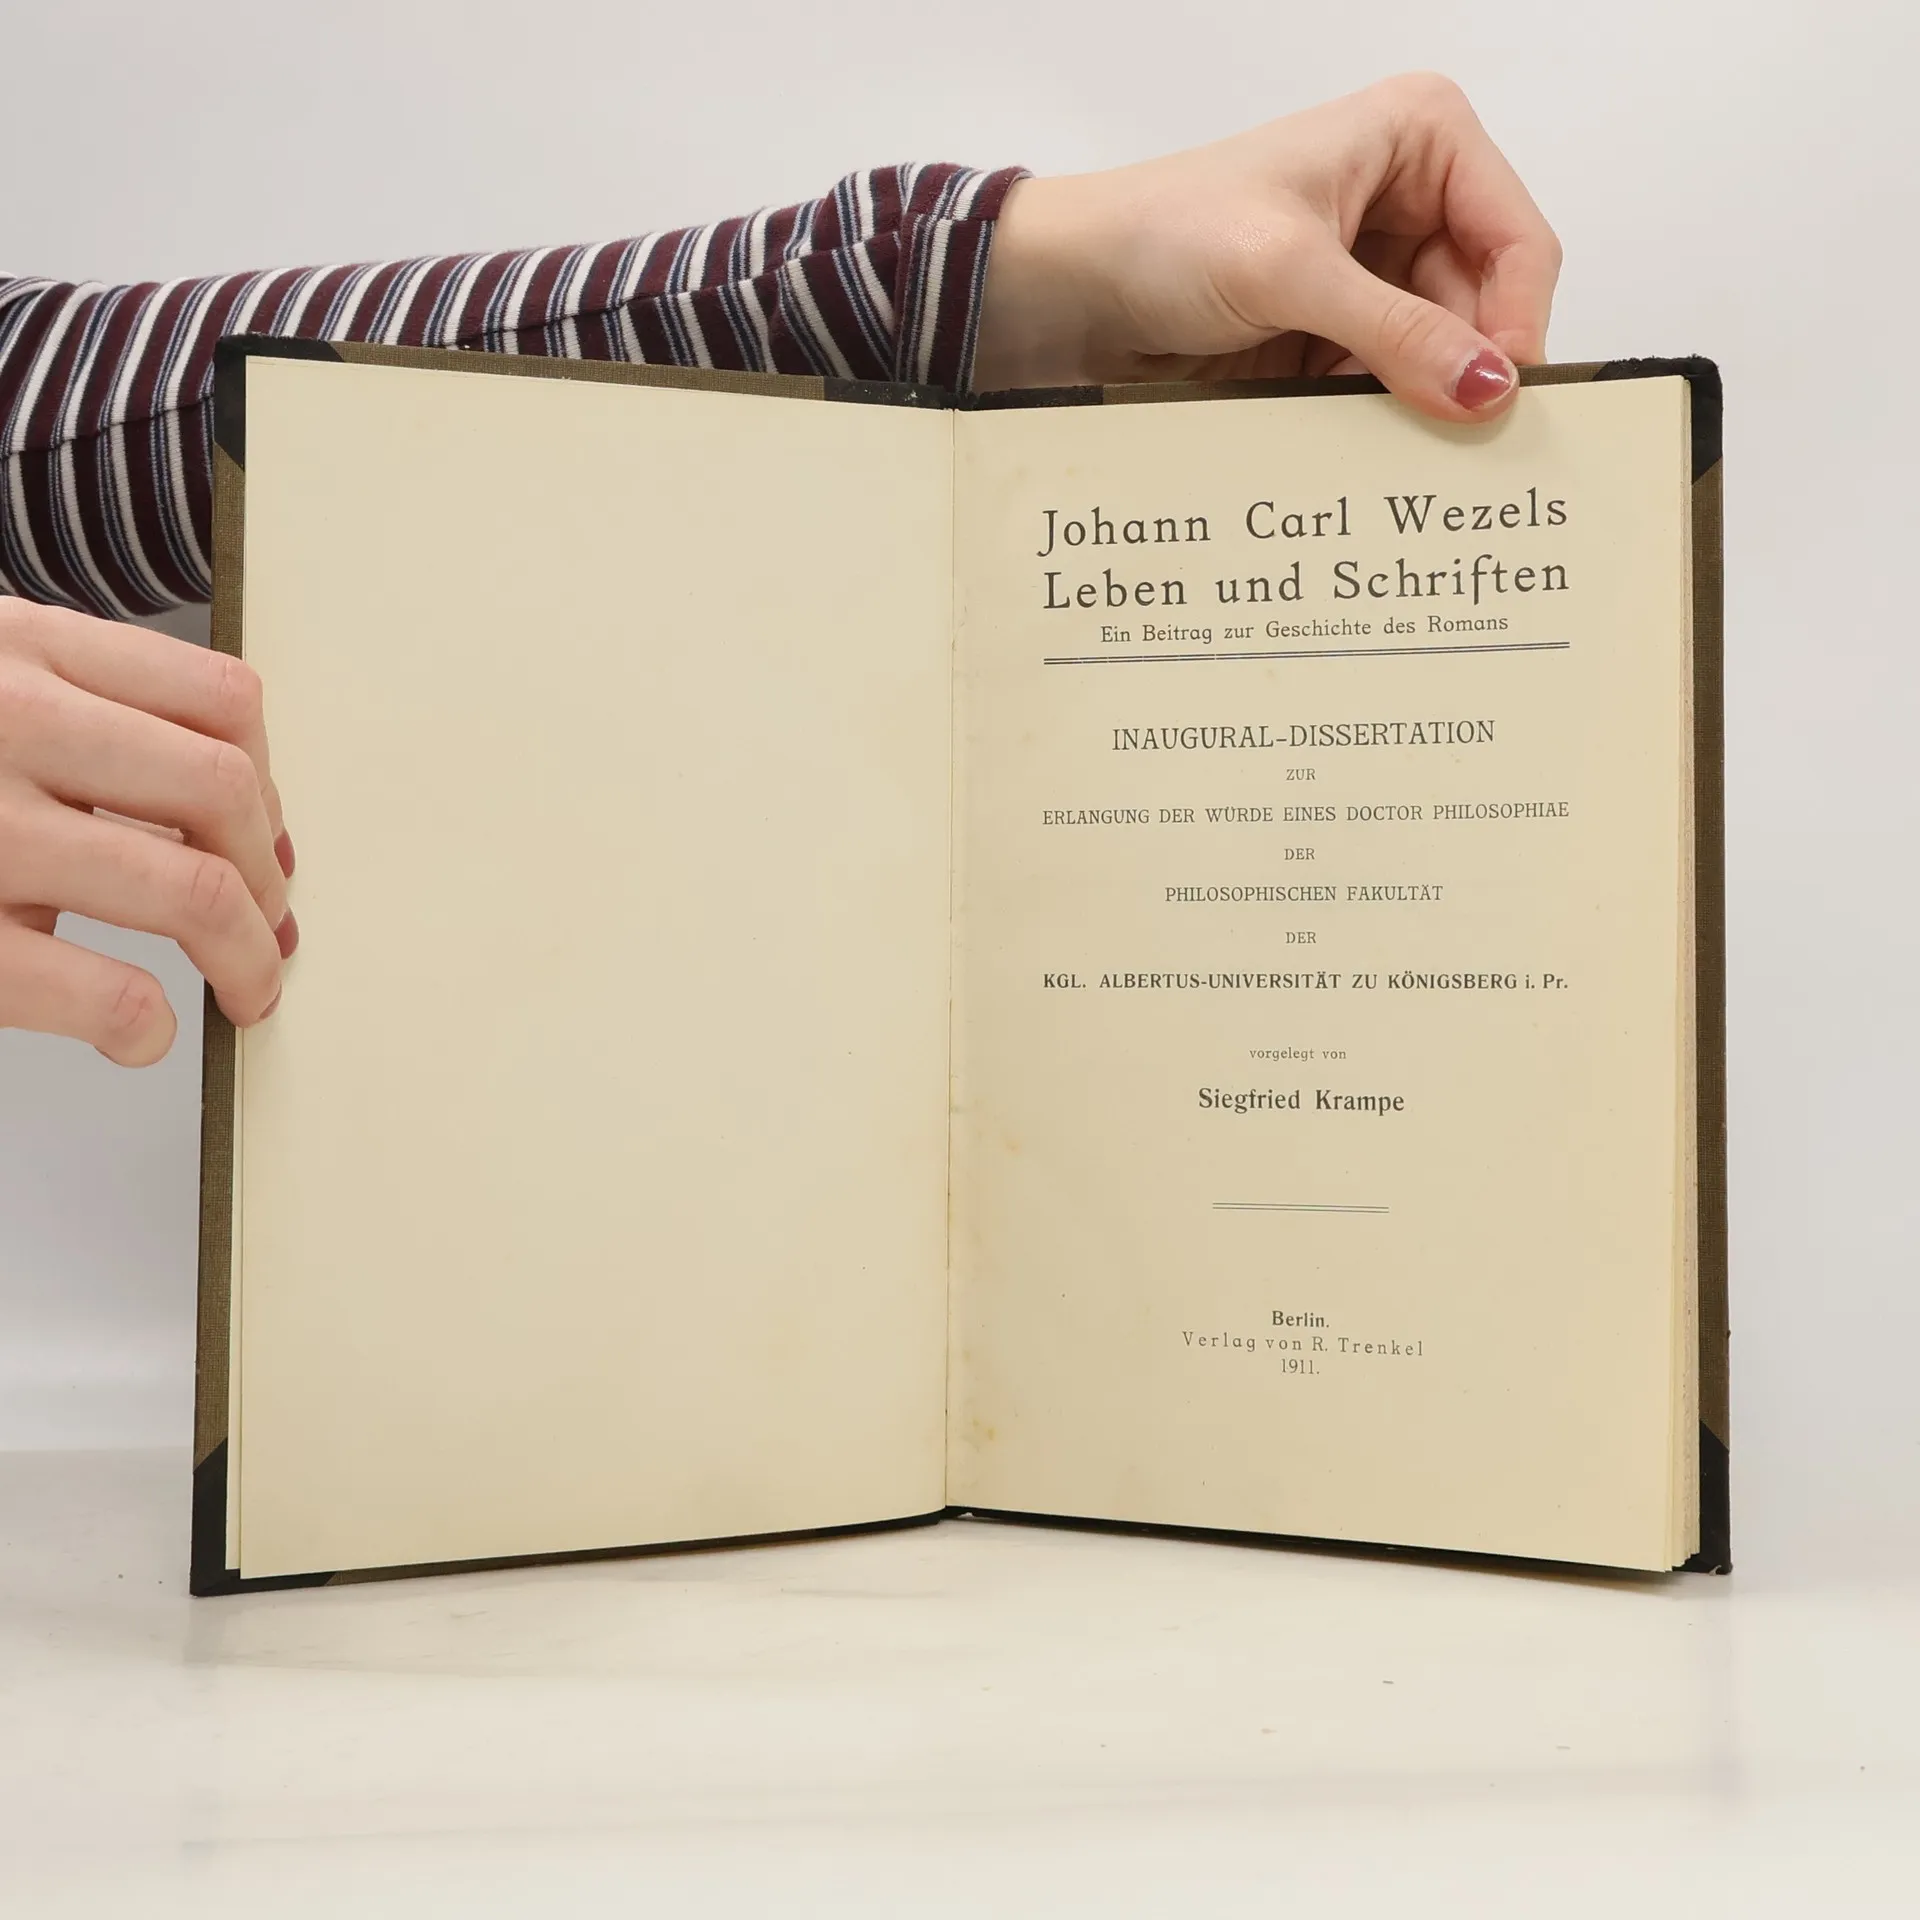 Johann Carl Wezels
Leben und Schriften
Ein Beitrag zur Geschichte des Romans
INAUGURAL-DISSERTATION
ZUR
ERLANGUNG DER WÜRDE EINES DOCTOR PHILOSOPHIAE
DER
PHILOSOPHISCHEN FAKULTÄT
DER
KGL. ALBERTUS-UNIVERSITÄT ZU KÖNIGSBERG i. Pr.
vorgelegt von
Siegfried Krampe
Berlin.
Verlag von R. Trenkel
1911.